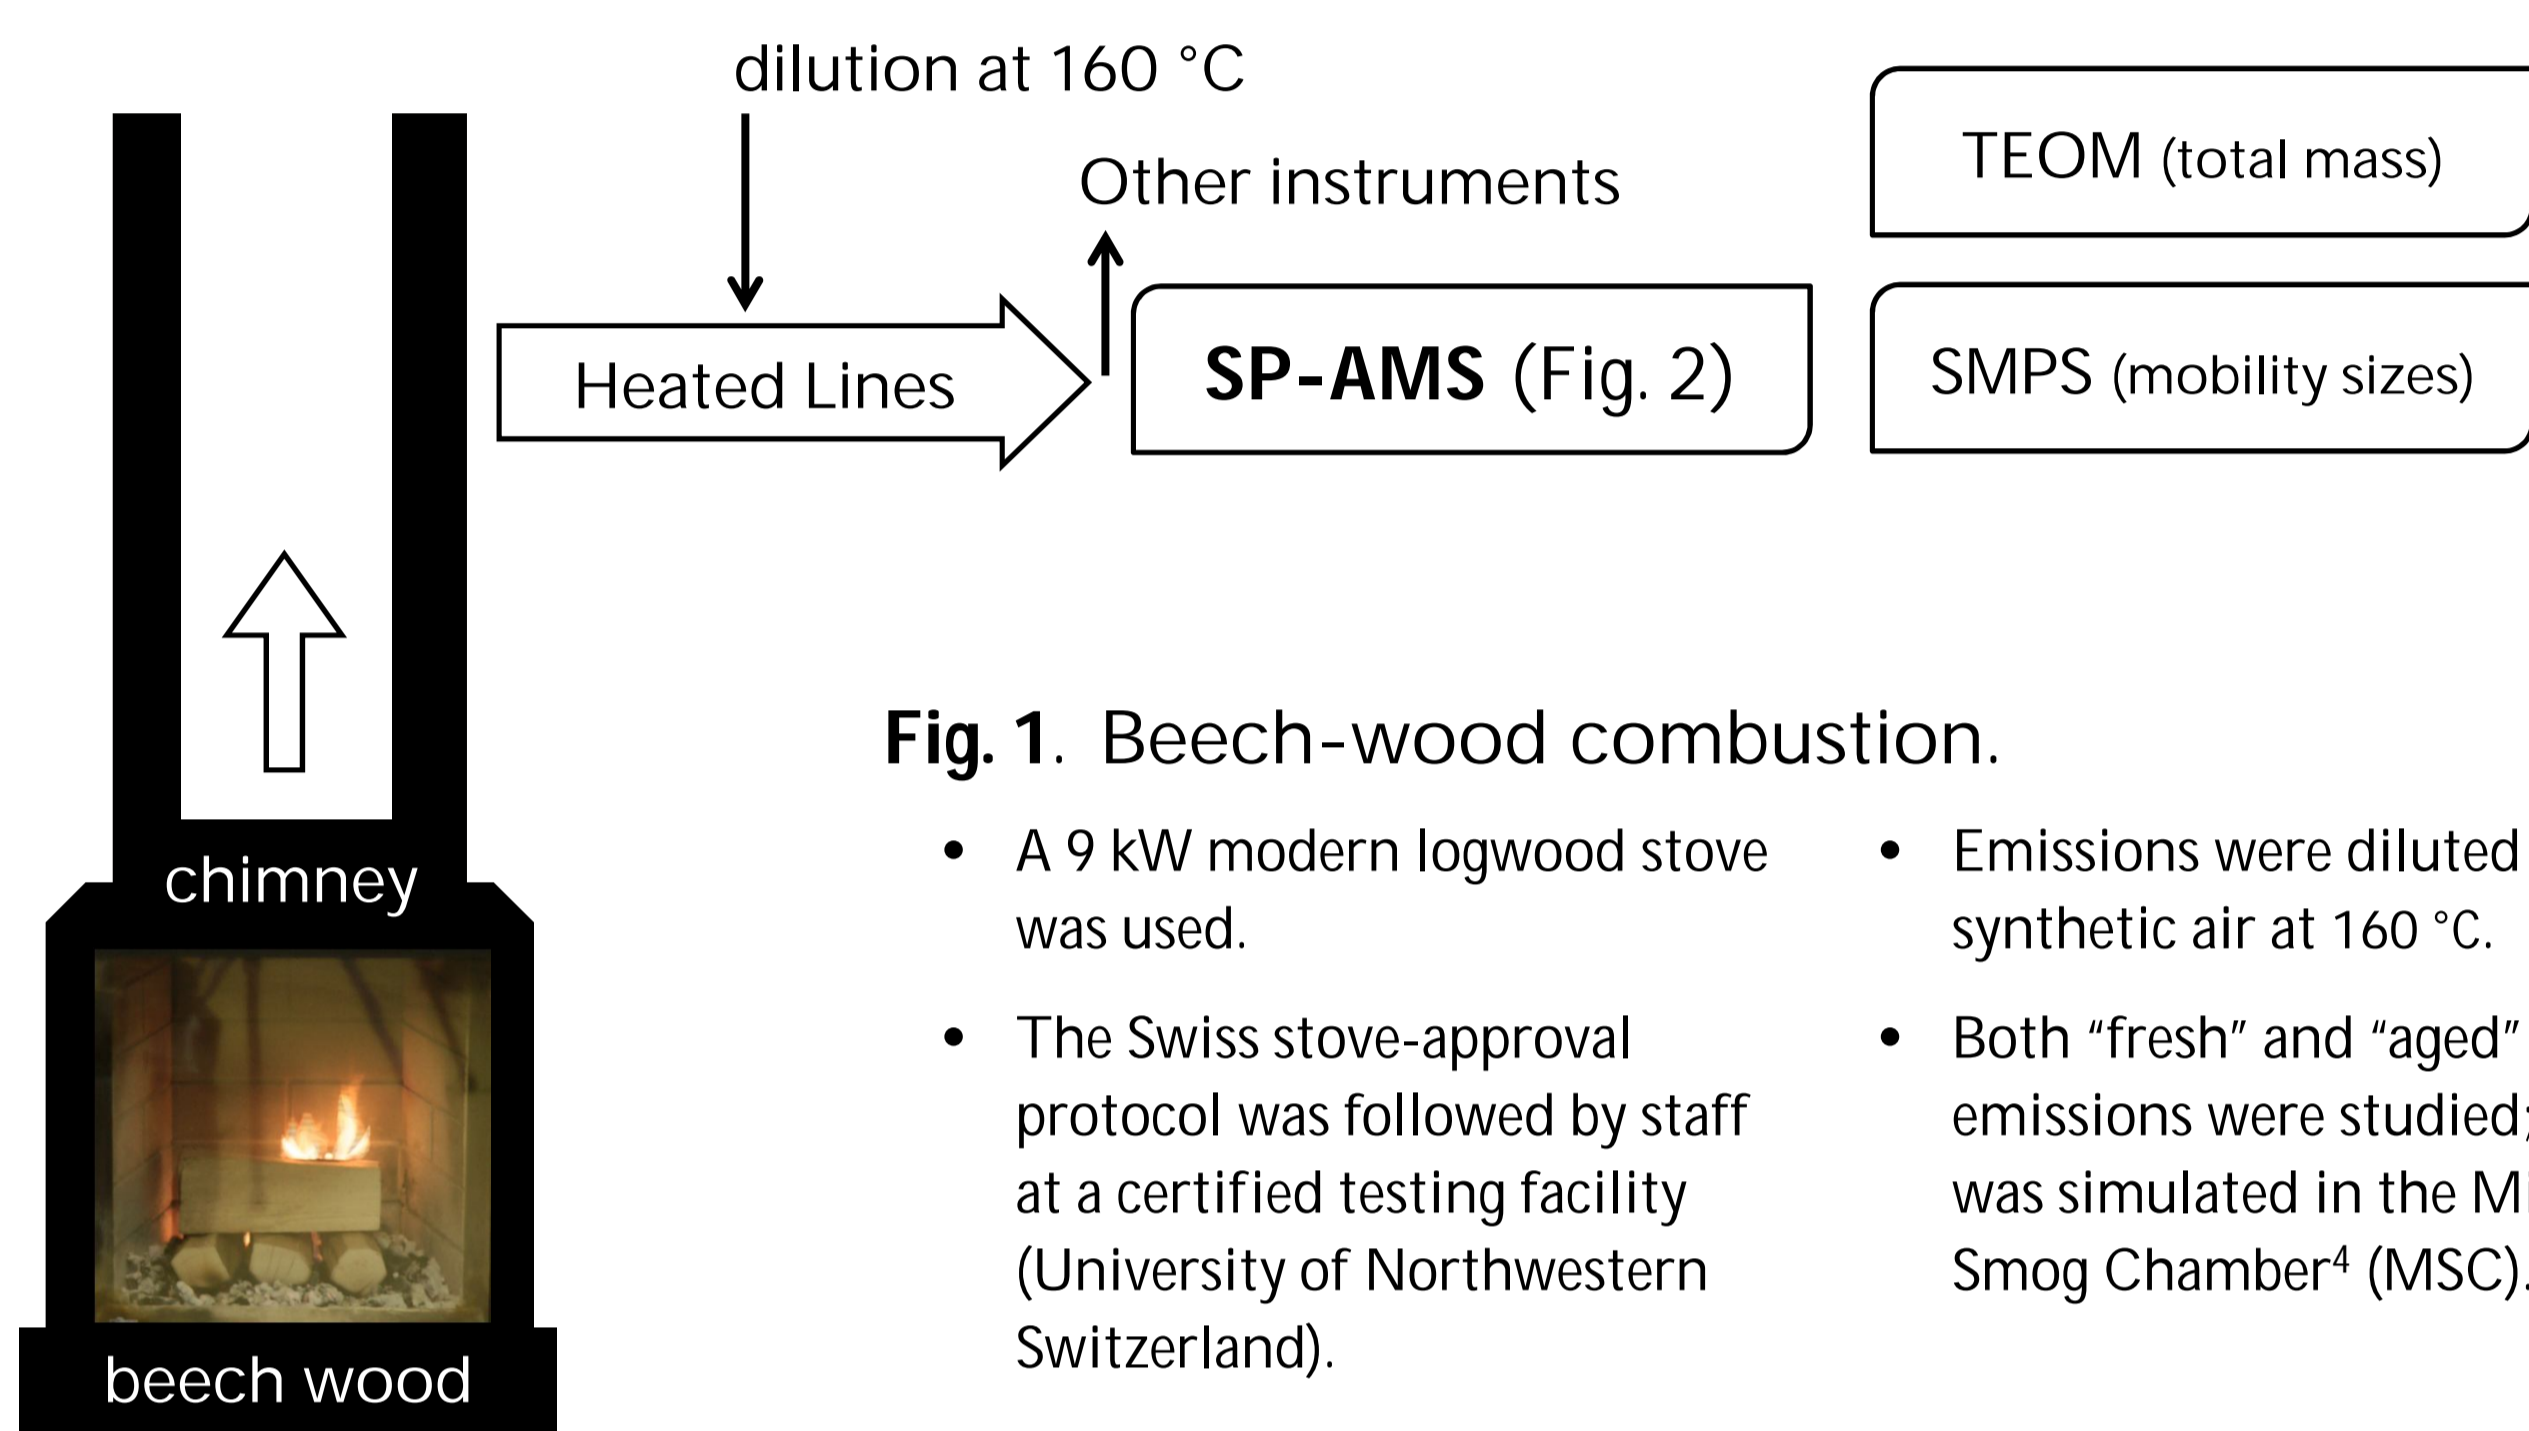 dilution at 160 °C
Other instruments
TEOM (total mass)
Heated Lines
SP-AMS (Fig. 2)
SMPS (mobility sizes)
chimney
beech wood
Fig. 1. Beech-wood combustion.
• A 9 kW modern logwood stove
was used.
• The Swiss stove-approval
protocol was followed by staff
at a certified testing facility
(University of Northwestern
Switzerland).
• Emissions were diluted
synthetic air at 160 °C.
• Both “fresh” and “aged”
emissions were studied;
was simulated in the
Smog Chamber⁴ (MSC).